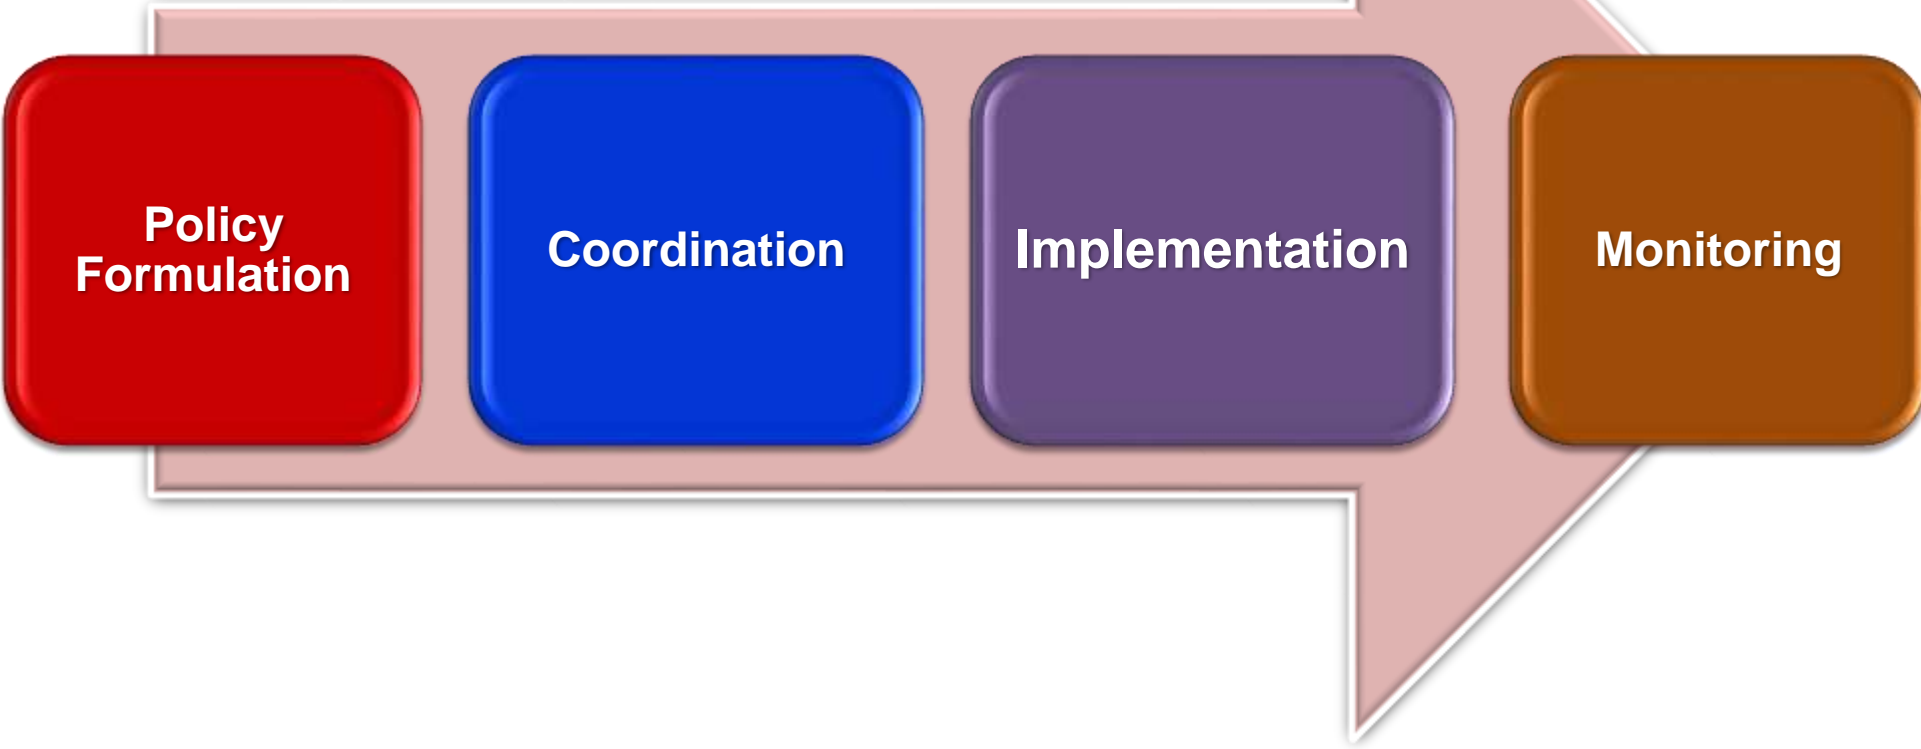 Policy
Formulation
Coordination
Implementation
Monitoring